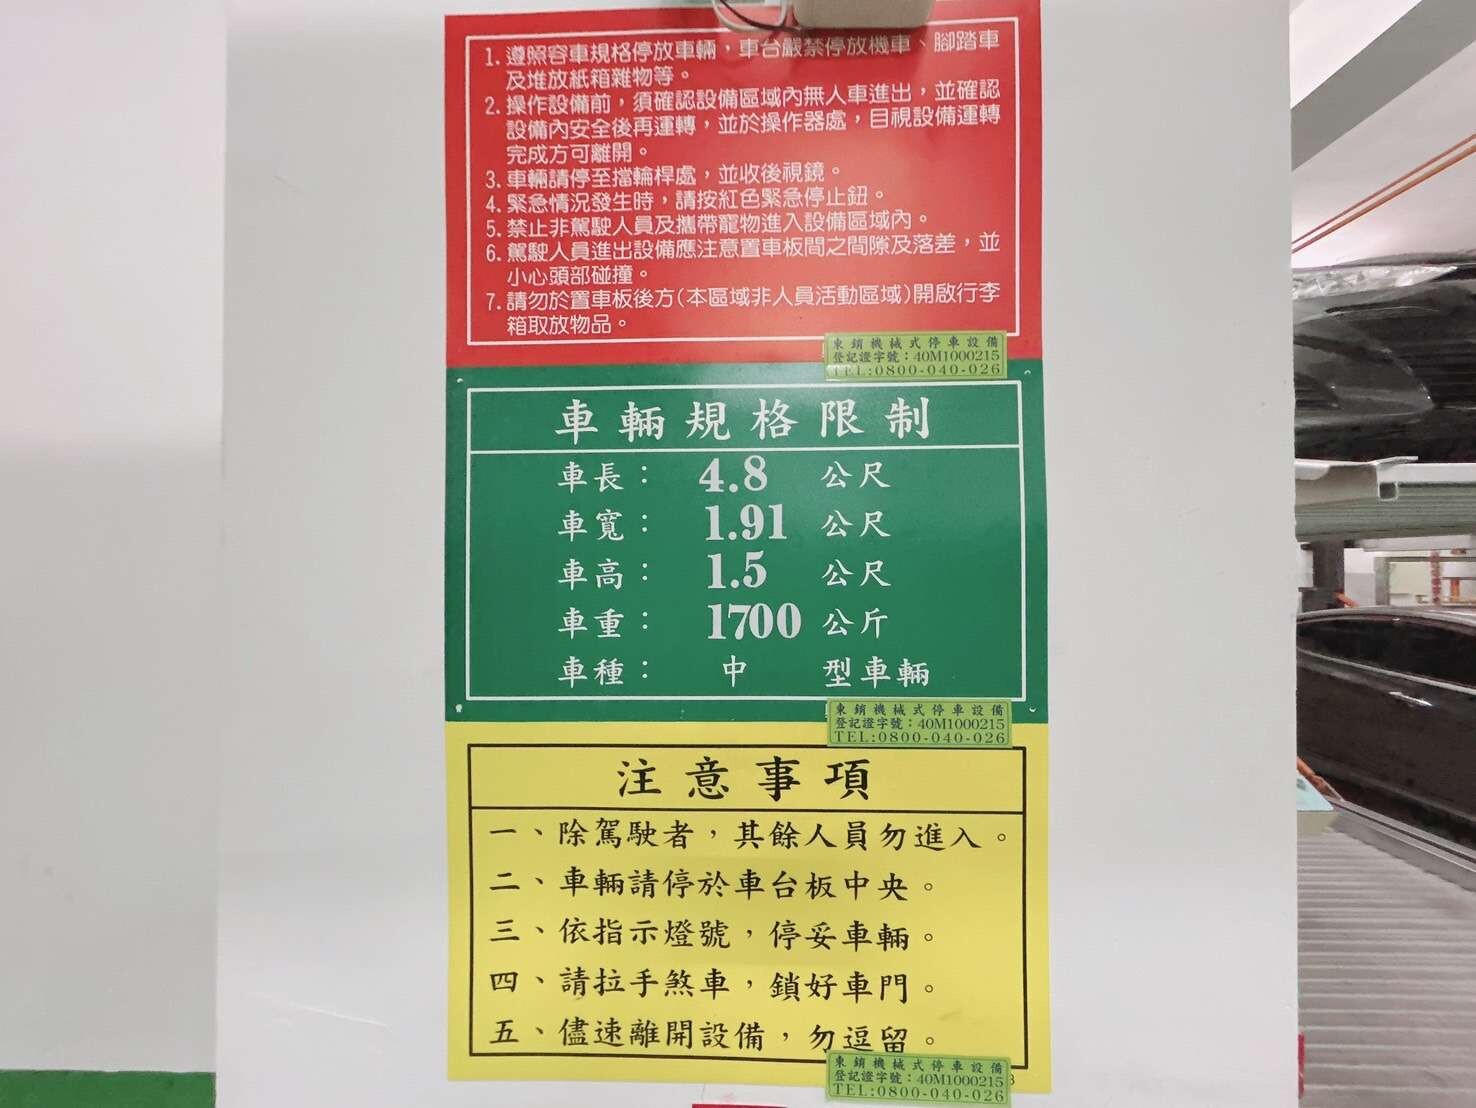 1. 遵照容車規格停放車輛，車台嚴禁停放機車、腳踏車
及堆放紙箱雜物等。
2. 操作設備前，須確認設備區域內無人車進出，並確認
設備內安全後再運轉，並於操作器處，目視設備運轉
完成方可離開。
3. 車輛請停至擋輪桿處，並收後視鏡。
4. 緊急情況發生時，請按紅色緊急停止鈕。
5. 禁止非駕駛人員及攜帶寵物進入設備區域內。
6. 駕駛人員進出設備應注意置車板間之間隙及落差，並
小心頭部碰撞。
7. 請勿於置車板後方(本區域非人員活動區域)開啟行李
箱取放物品。
東銷機械式停車設備
登記證字號：40M1000215
TEL:0800-040-026
車輛規格限制
車長： 4.8 公尺
車寬： 1.91 公尺
車高： 1.5 公尺
車重： 1700 公斤
車種： 中 型車輛
東銷機械式停車設備
登記證字號：40M1000215
TEL:0800-040-026
注意事項
一、除駕駛者，其餘人員勿進入。
二、車輛請停於車台板中央。
三、依指示燈號，停妥車輛。
四、請拉手煞車，鎖好車門。
五、儘速離開設備，勿逗留。
東銷機械式停車設備
登記證字號：40M1000215
TEL:0800-040-026